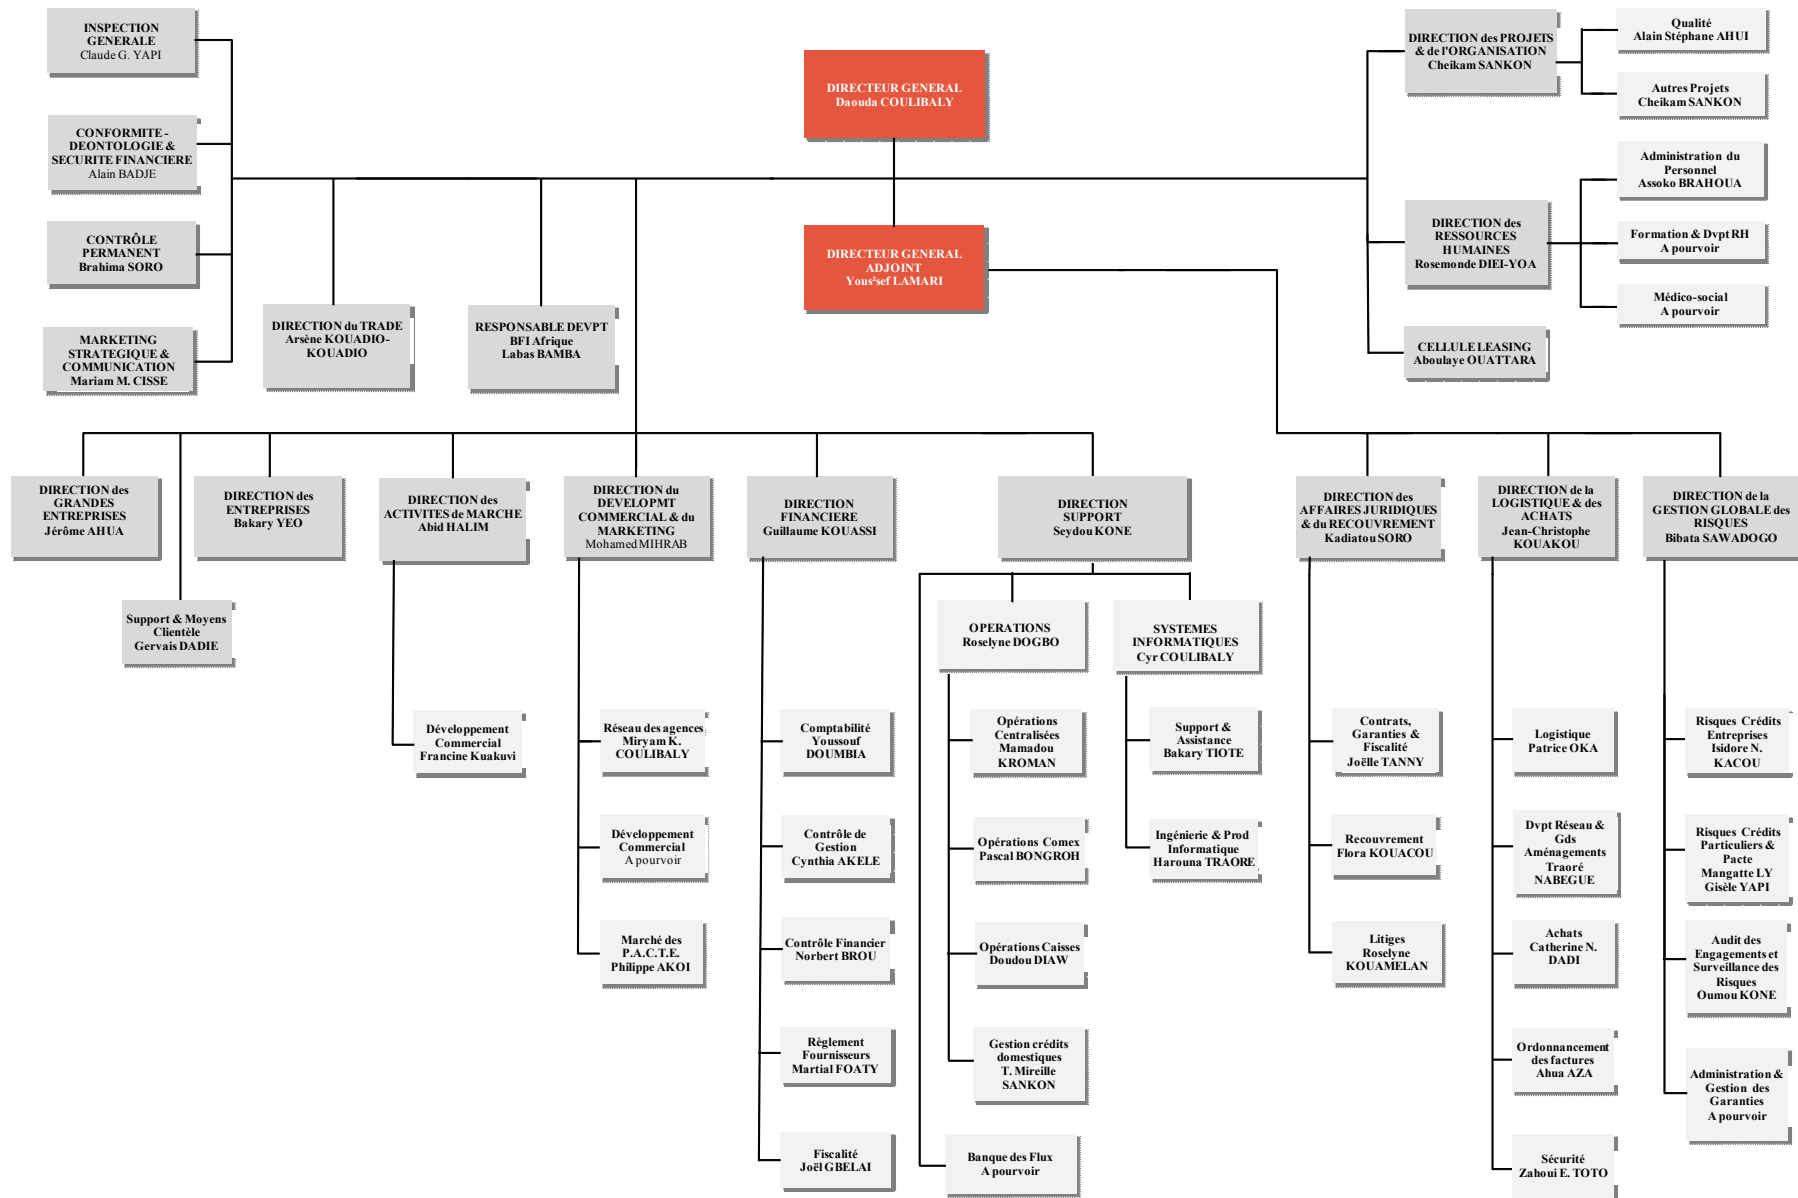 INSPECTION
GENERALE
Claude G. YAPI
CONFORMITE -
DEONTOLOGIE &
SECURITE FINANCIERE
Alain BADJE
CONTRÔLE
PERMANENT
Brahima SORO
MARKETING
STRATEGIQUE &
COMMUNICATION
Mariam M. CISSE
DIRECTEUR GENERAL
Daouda COULIBALY
DIRECTEUR GENERAL
ADJOINT
Yous²sef LAMARI
DIRECTION du TRADE
Arsène KOUADIO-
KOUADIO
RESPONSABLE DEVPT
BFI Afrique
Labas BAMBA
DIRECTION des PROJETS
& de l'ORGANISATION
Cheikam SANKON
Qualité
Alain Stéphane AHUI
Autres Projets
Cheikam SANKON
DIRECTION des
RESSOURCES
HUMAINES
Rosemonde DIEI-YOA
Administration du
Personnel
Assoko BRAHOUA
Formation & Dvpt RH
A pourvoir
Médico-social
A pourvoir
CELLULE LEASING
Aboulaye OUATTARA
DIRECTION des
GRANDES
ENTREPRISES
Jérôme AHUA
Support & Moyens
Clientèle
Gervais DADIE
DIRECTION des
ENTREPRISES
Bakary YEO
DIRECTION des
ACTIVITES de MARCHE
Abid HALIM
Développement
Commercial
Francine Kuakuvi
DIRECTION du
DEVELOPMT
COMMERCIAL & du
MARKETING
Mohamed MIHRAB
Réseau des agences
Miryam K.
COULIBALY
Développement
Commercial
A pourvoir
Marché des
P.A.C.T.E.
Philippe AKOI
DIRECTION
FINANCIERE
Guillaume KOUASSI
Comptabilité
Youssouf
DOUMBIA
Contrôle de
Gestion
Cynthia AKELE
Contrôle Financier
Norbert BROU
Règlement
Fournisseurs
Martial FOATY
Fiscalité
Joël GBELAI
DIRECTION
SUPPORT
Seydou KONE
OPERATIONS
Roselyne DOGBO
Opérations
Centralisées
Mamadou
KROMAN
Opérations Comex
Pascal BONGROH
Opérations Caisses
Doudou DIAW
Gestion crédits
domestiques
T. Mireille
SANKON
Banque des Flux
A pourvoir
SYSTEMES
INFORMATIQUES
Cyr COULIBALY
Support &
Assistance
Bakary TIOTE
Ingénierie & Prod
Informatique
Harouna TRAORE
DIRECTION des
AFFAIRES JURIDIQUES
& du RECOUVREMENT
Kadiatou SORO
Contrats,
Garanties &
Fiscalité
Joëlle TANNY
Recouvrement
Flora KOUACOU
Litiges
Roselyne
KOUAMELAN
DIRECTION de la
LOGISTIQUE & des
ACHATS
Jean-Christophe
KOUAKOU
Logistique
Patrice OKA
Dvpt Réseau &
Gds
Aménagements
Traoré
NABEGUE
Achats
Catherine N.
DADI
Ordonnancement
des factures
Ahua AZA
Sécurité
Zahoui E. TOTO
DIRECTION de la
GESTION GLOBALE des
RISQUES
Bibata SAWADOGO
Risques Crédits
Entreprises
Isidore N.
KACOU
Risques Crédits
Particuliers &
Pacte
Mangatte LY
Gisèle YAPI
Audit des
Engagements et
Surveillance des
Risques
Oumou KONE
Administration &
Gestion des
Garanties
A pourvoir